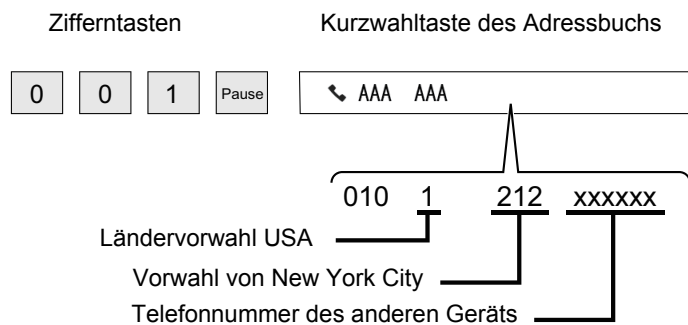 Zifferntasten Kurzwahltaste des Adressbuchs
0 0 1 Pause AAA AAA
010 1 212 xxxxxx
Ländervorwahl USA
Vorwahl von New York City
Telefonnummer des anderen Geräts